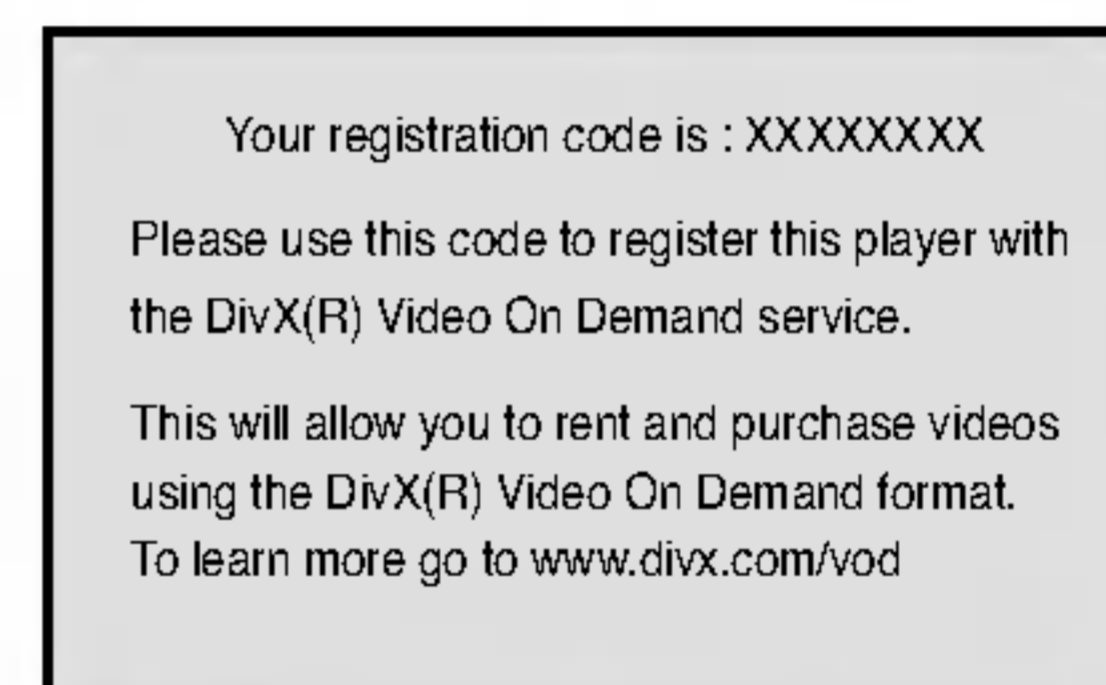 Your registration code is : XXXXXXXX
Please use this code to register this player with
the DivX(R) Video On Demand service.
This will allow you to rent and purchase videos
using the DivX(R) Video On Demand format.
To learn more go to www.divx.com/vod